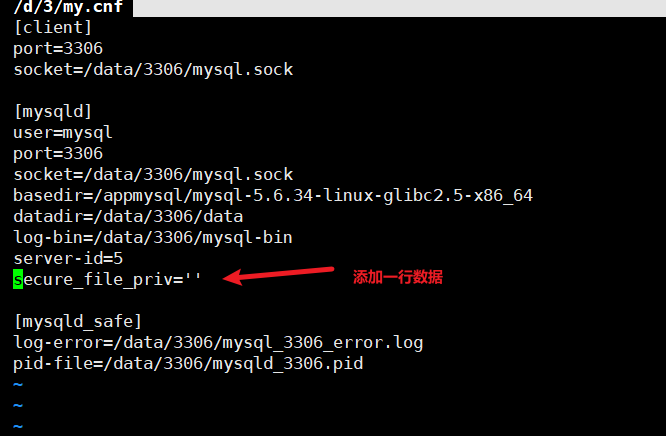 /d/3/my.cnf
[client]
port=3306
socket=/data/3306/mysql.sock
[mysqld]
user=mysql
port=3306
socket=/data/3306/mysql.sock
basedir=/appmysql/mysql-5.6.34-linux-glibc2.5-x86_64
datadir=/data/3306/data
log-bin=/data/3306/mysql-bin
server-id=5
secure_file_priv=''
添加一行数据
[mysqld_safe]
log-error=/data/3306/mysql_3306_error.log
pid-file=/data/3306/mysqld_3306.pid
~
~
~